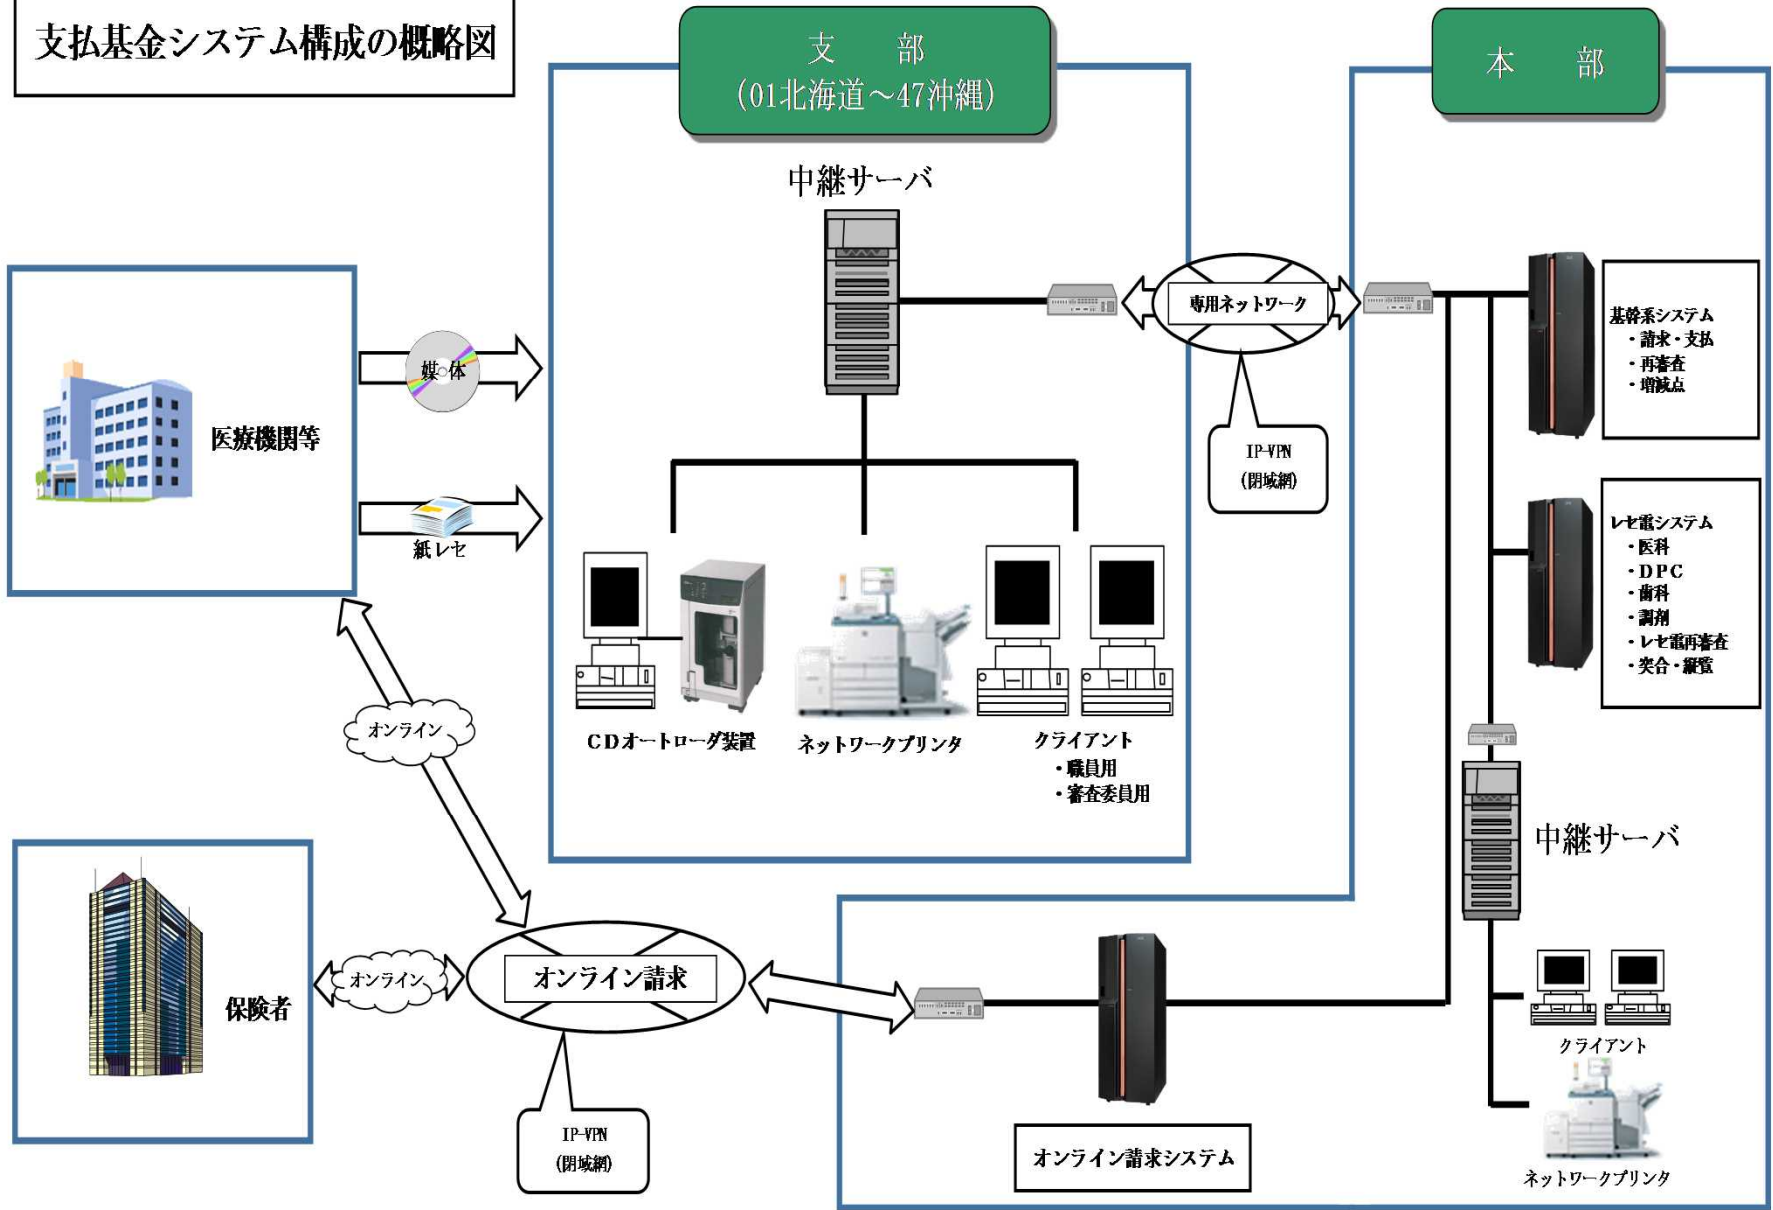 支払基金システム構成の概略図
支　部
(01北海道～47沖縄)
本　部
中継サーバ
専用ネットワーク
IP-VPN
(閉域網)
基幹系システム
・請求・支払
・再審査
・増減点
レセ電システム
・医科
・DPC
・歯科
・調剤
・レセ電再審査
・突合・縦覧
医療機関等
媒体
紙レセ
CDオートローダ装置
ネットワークプリンタ
クライアント
・職員用
・審査委員用
オンライン
中継サーバ
保険者
オンライン
オンライン請求
IP-VPN
(閉域網)
オンライン請求システム
クライアント
ネットワークプリンタ